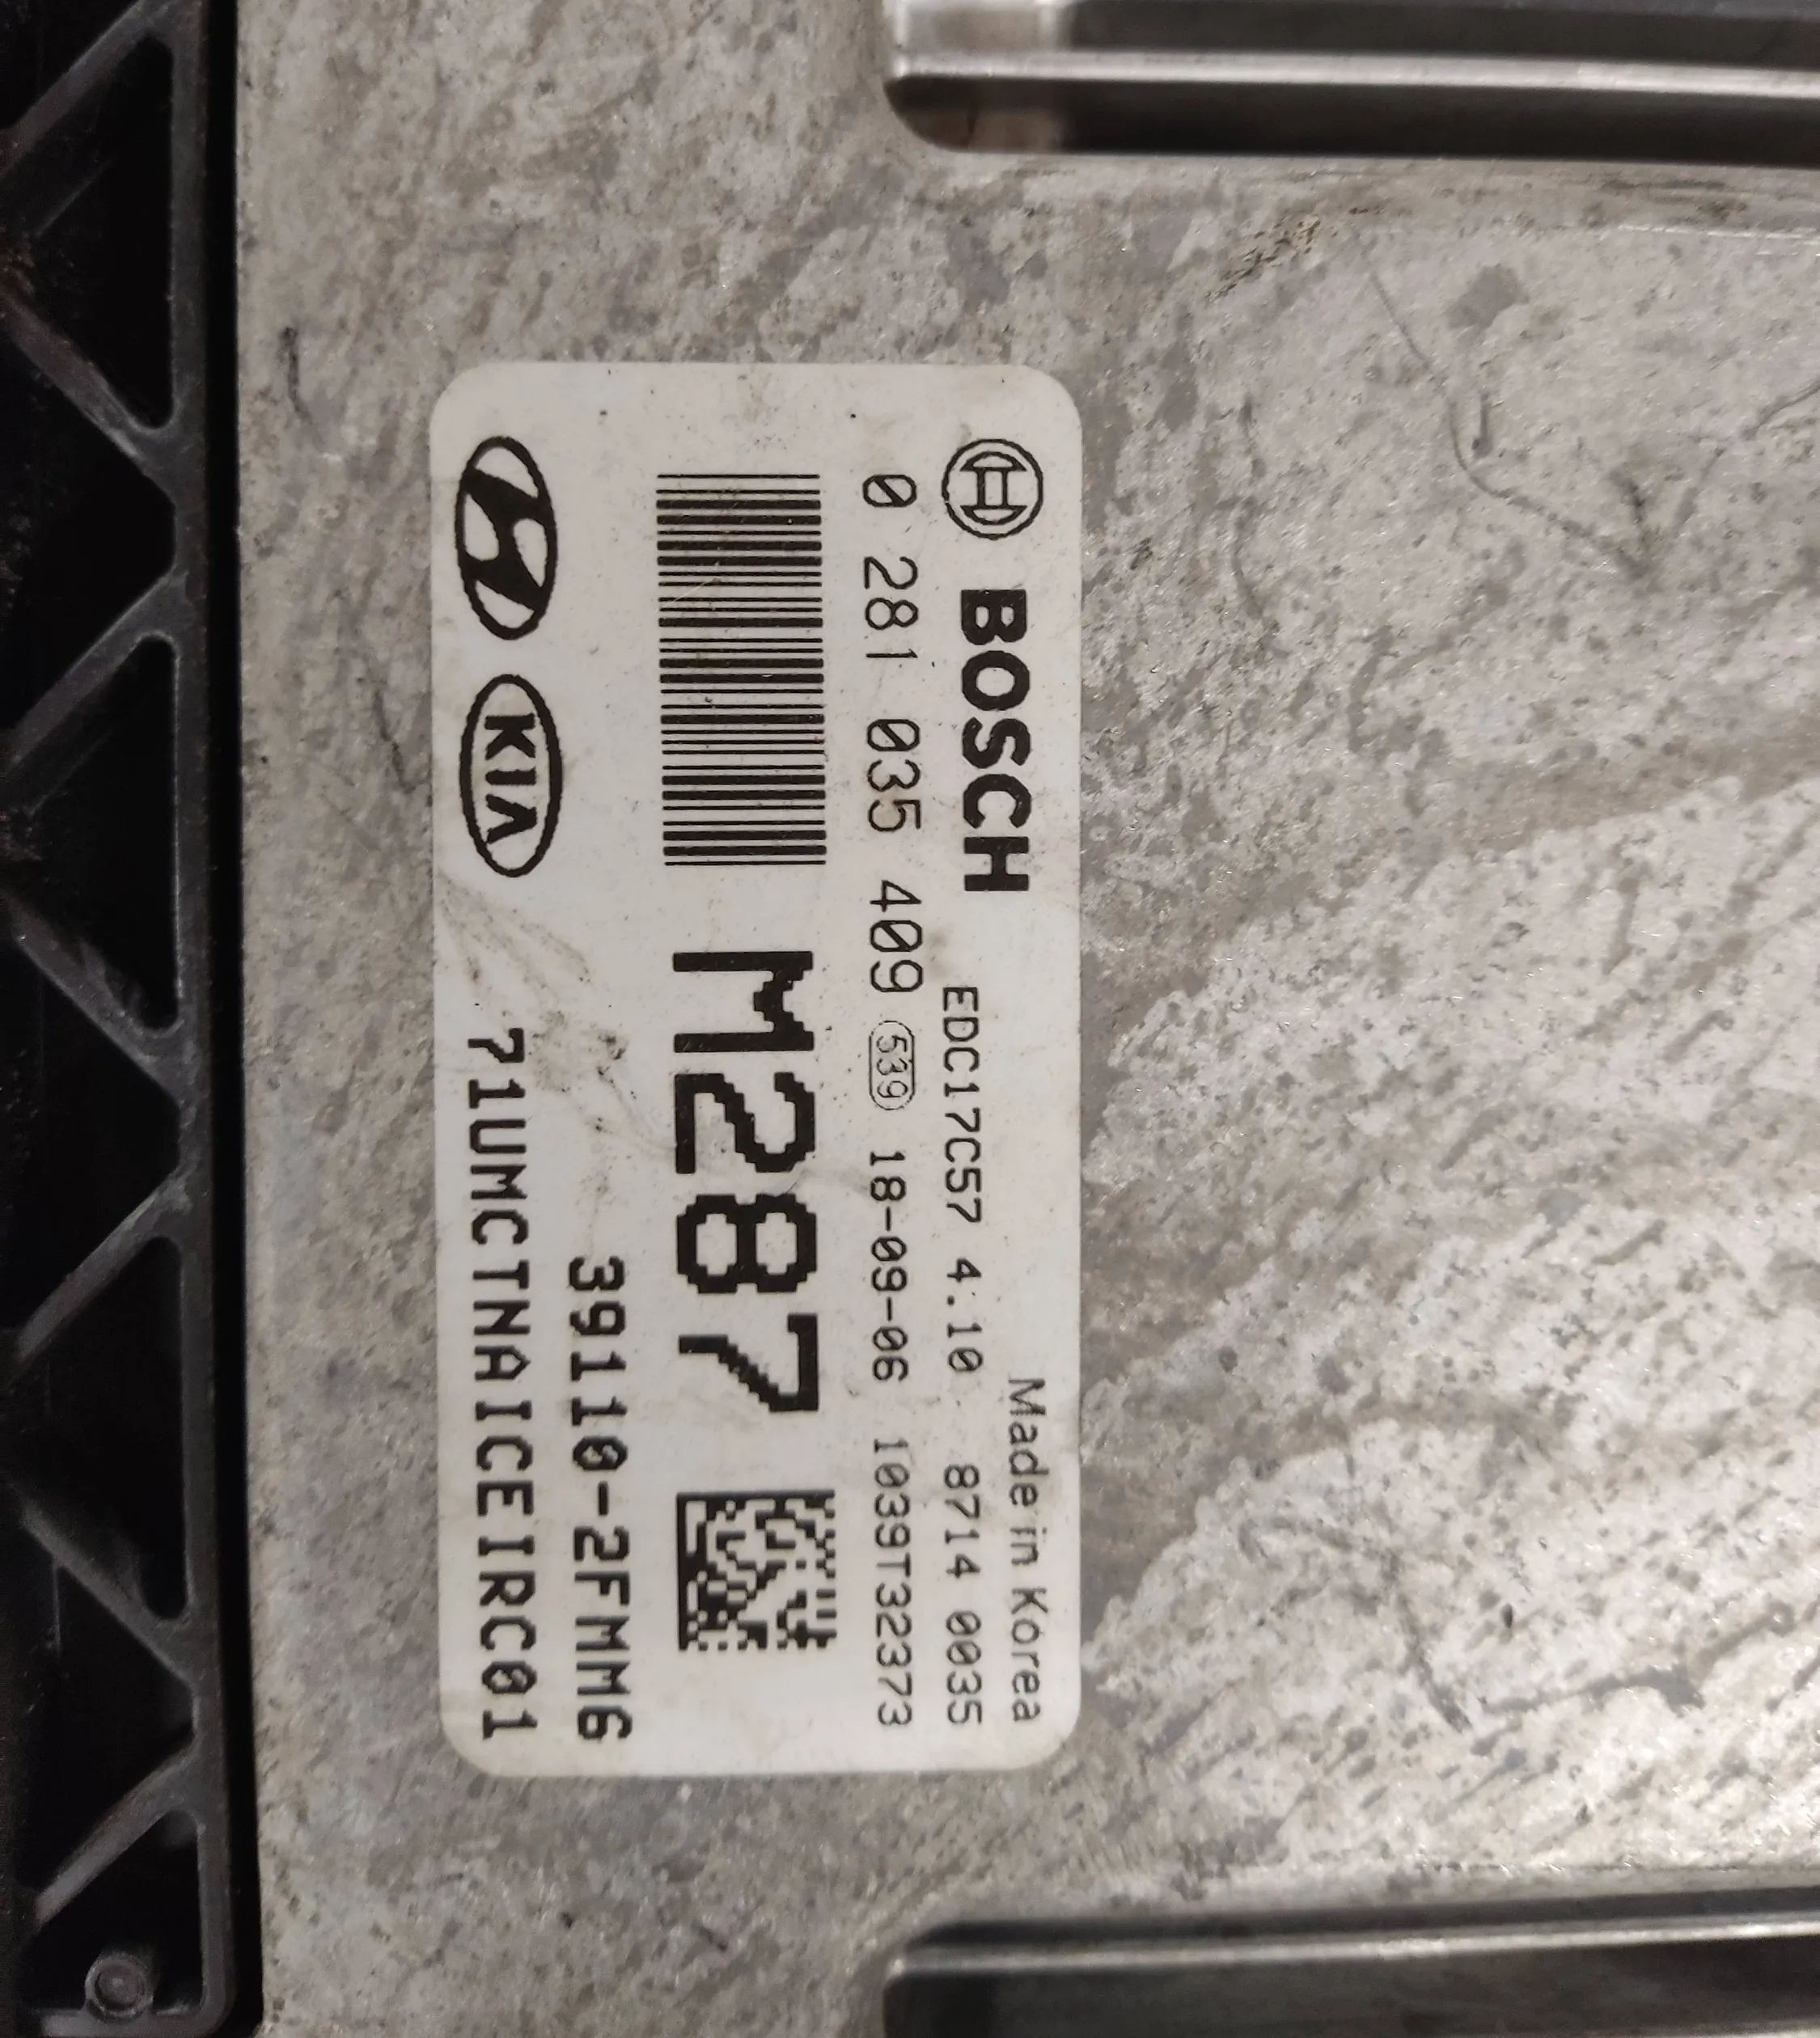 BOSCH
Made in Korea
EDC17C57 4.10 8714 0035
0 281 035 409 539 18-09-06 1039T32373
M287
39110-2FMM6
KIA 71UMCTNAICEIRC01